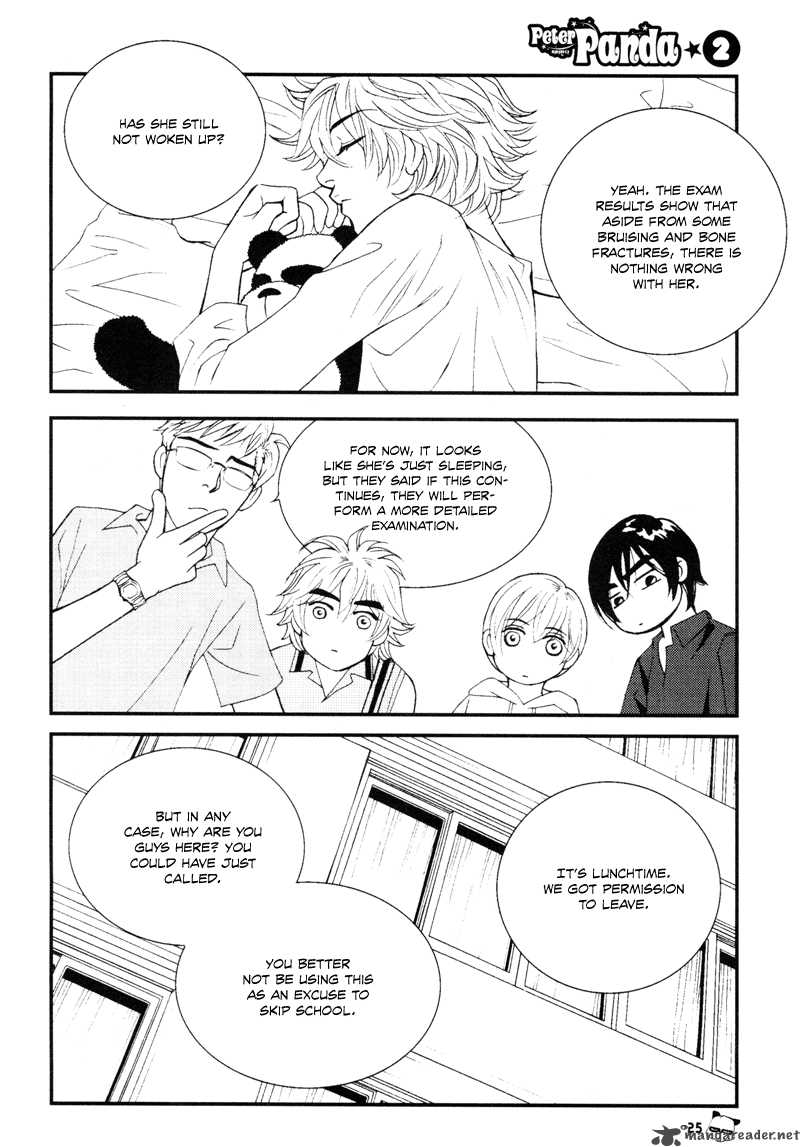 Peter
Panda ★ 2
HAS SHE STILL
NOT WOKEN UP?
YEAH. THE EXAM
RESULTS SHOW THAT
ASIDE FROM SOME
BRUISING AND BONE
FRACTURES, THERE IS
NOTHING WRONG
WITH HER.
FOR NOW, IT LOOKS
LIKE SHE'S JUST SLEEPING,
BUT THEY SAID IF THIS CON-
TINUES, THEY WILL PER-
FORM A MORE DETAILED
EXAMINATION.
BUT IN ANY
CASE, WHY ARE YOU
GUYS HERE? YOU
COULD HAVE JUST
CALLED.
IT'S LUNCHTIME.
WE GOT PERMISSION
TO LEAVE.
YOU BETTER
NOT BE USING THIS
AS AN EXCUSE TO
SKIP SCHOOL.
25
mangareader.net